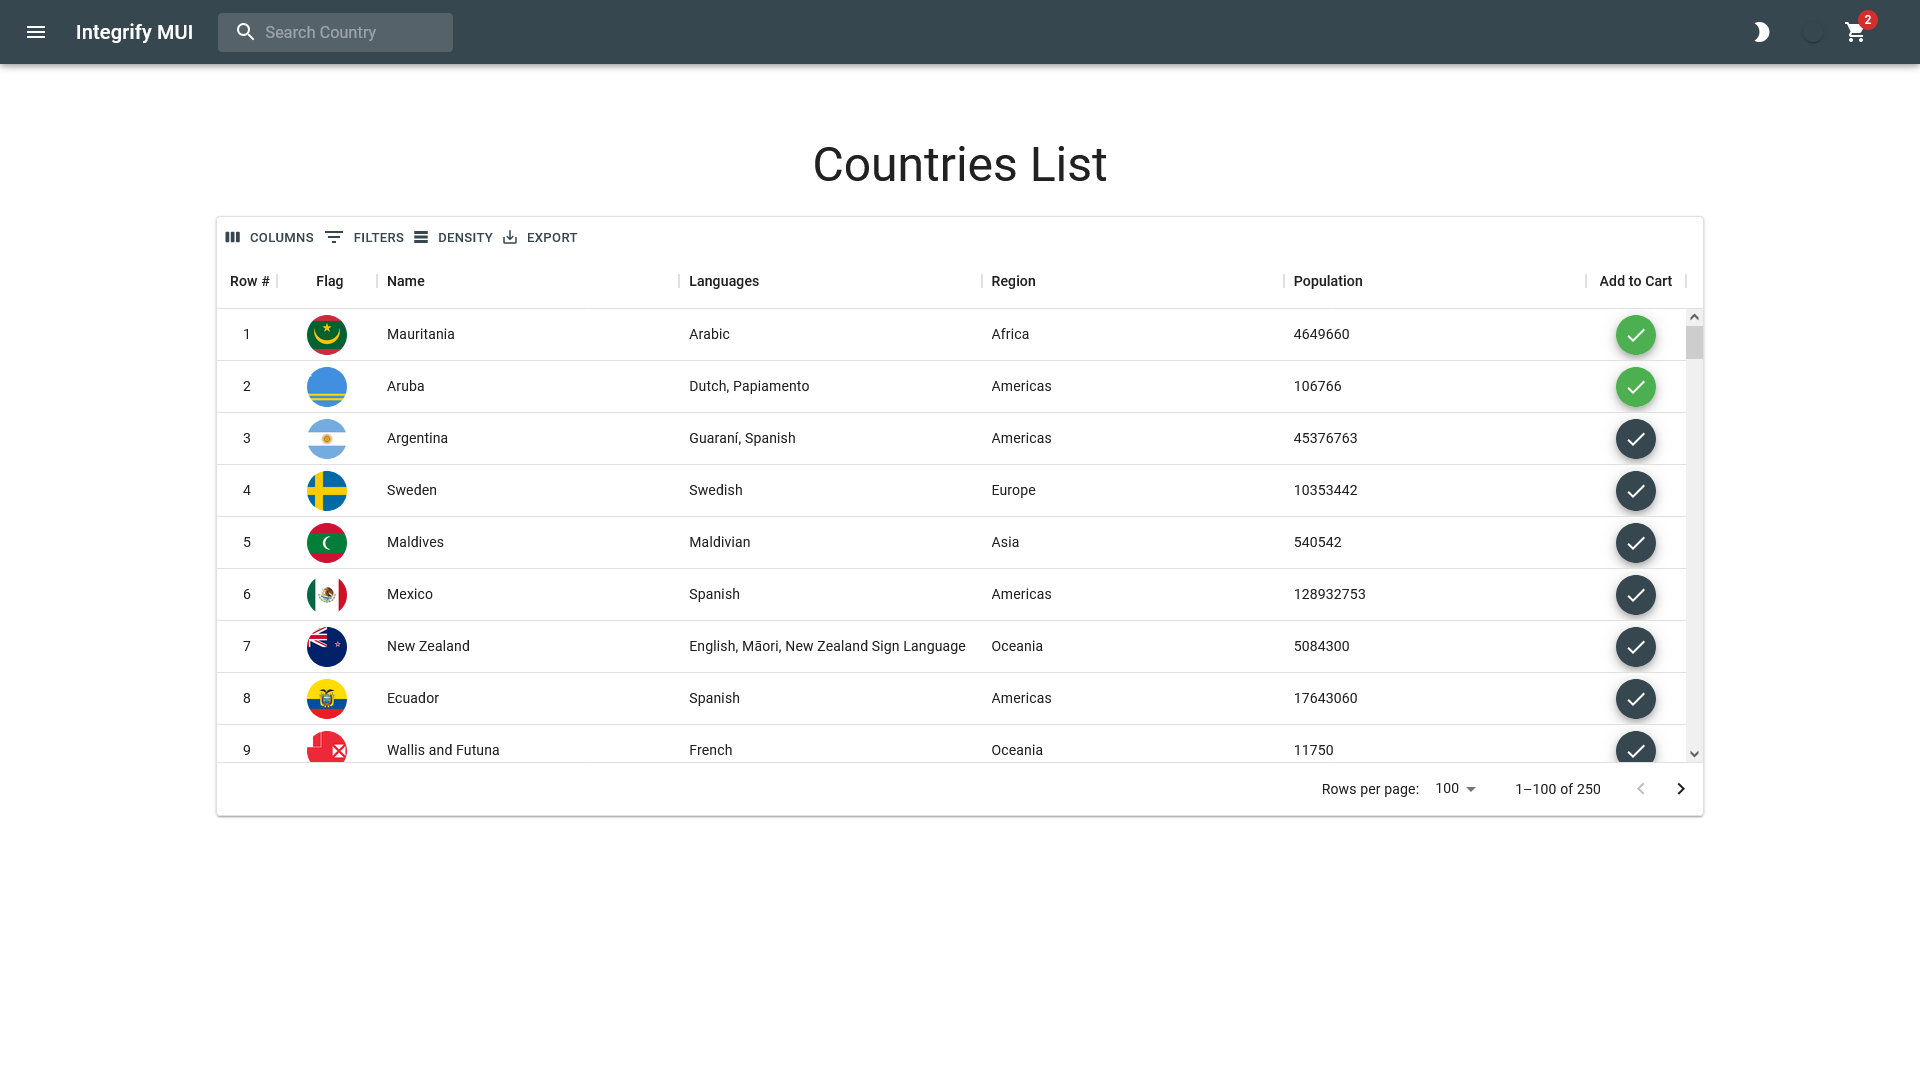 Integrify MUI Search Country 2
Countries List
COLUMNS FILTERS DENSITY EXPORT
Row # Flag Name Languages Region Population Add to Cart
1 Mauritania Arabic Africa 4649660
2 Aruba Dutch, Papiamento Americas 106766
3 Argentina Guaraní, Spanish Americas 45376763
4 Sweden Swedish Europe 10353442
5 Maldives Maldivian Asia 540542
6 Mexico Spanish Americas 128932753
7 New Zealand English, Māori, New Zealand Sign Language Oceania 5084300
8 Ecuador Spanish Americas 17643060
9 Wallis and Futuna French Oceania 11750
Rows per page: 100 1–100 of 250